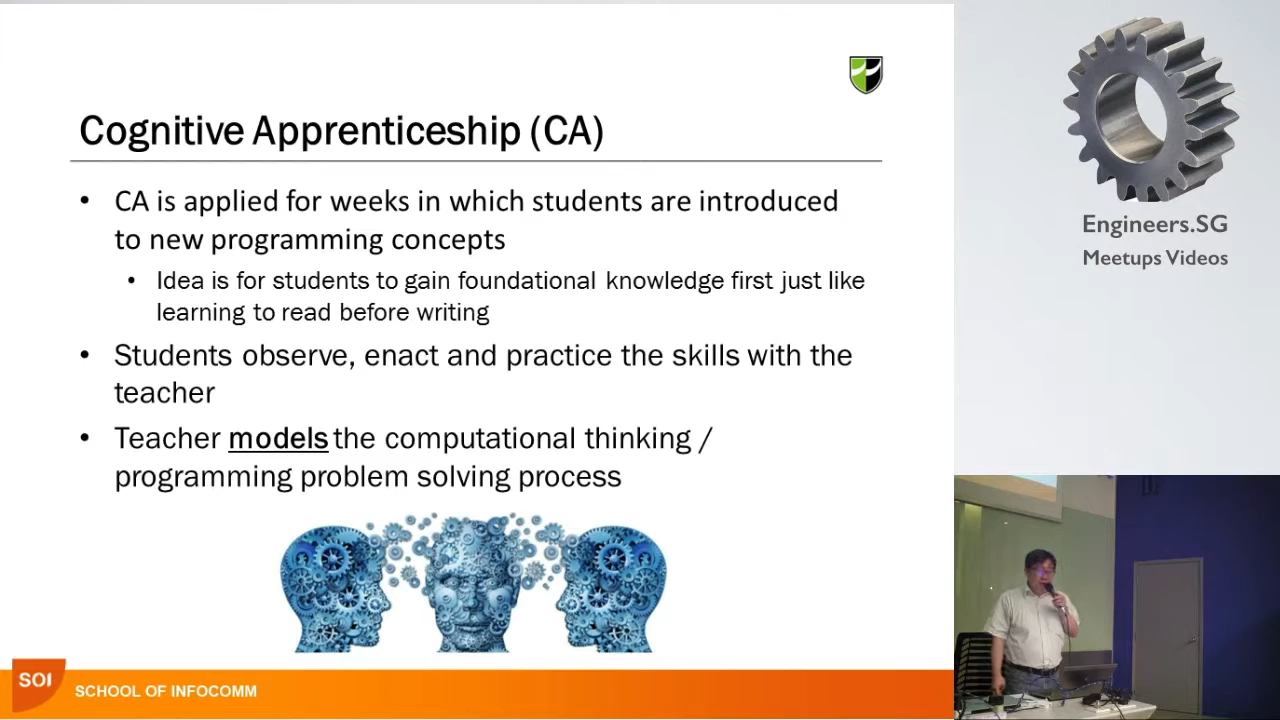 Cognitive Apprenticeship (CA)
• CA is applied for weeks in which students are introduced
to new programming concepts
• Idea is for students to gain foundational knowledge first just like
learning to read before writing
• Students observe, enact and practice the skills with the
teacher
• Teacher models the computational thinking /
programming problem solving process
SOI
SCHOOL OF INFOCOMM
Engineers.SG
Meetups Videos